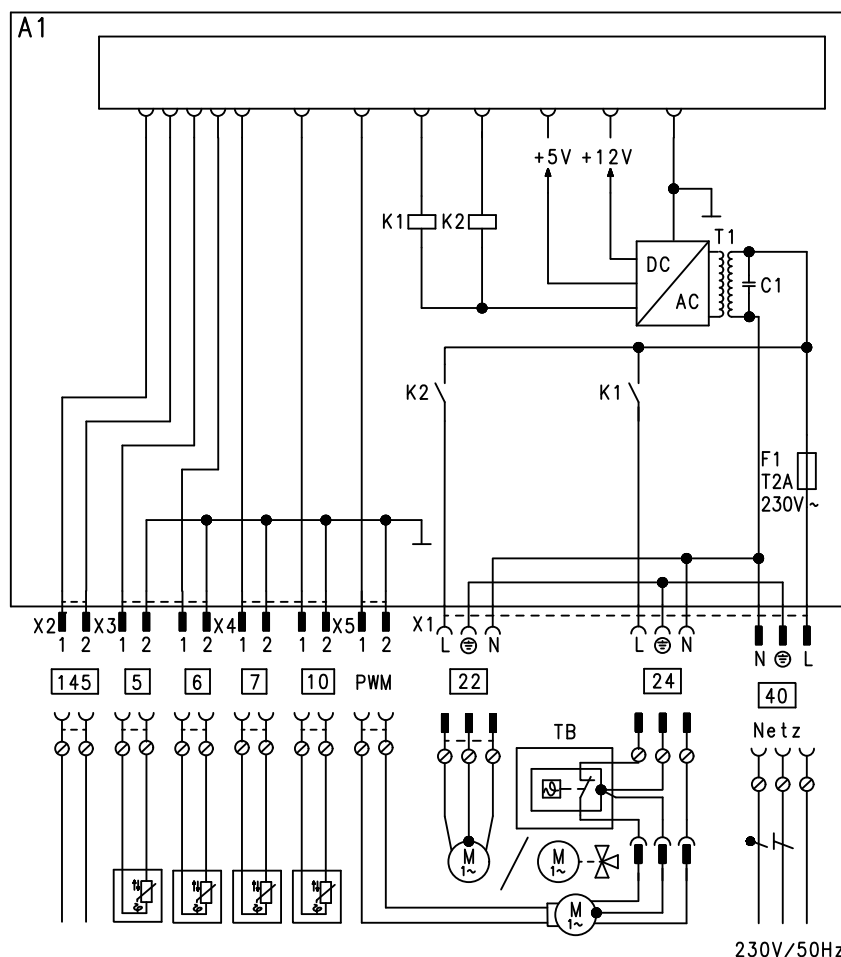 A1
+5V +12V
K1 K2
T1
DC
AC
C1
K2 K1
F1
T2A
230V~
X2 X3 X4 X5 X1
1 2 1 2 1 2 1 2 1 2 1 2
L N L N N L
145 5 6 7 10 PWM 22 24 40
Netz
TB
M
1~
M
1~
M
1~
230V/50Hz